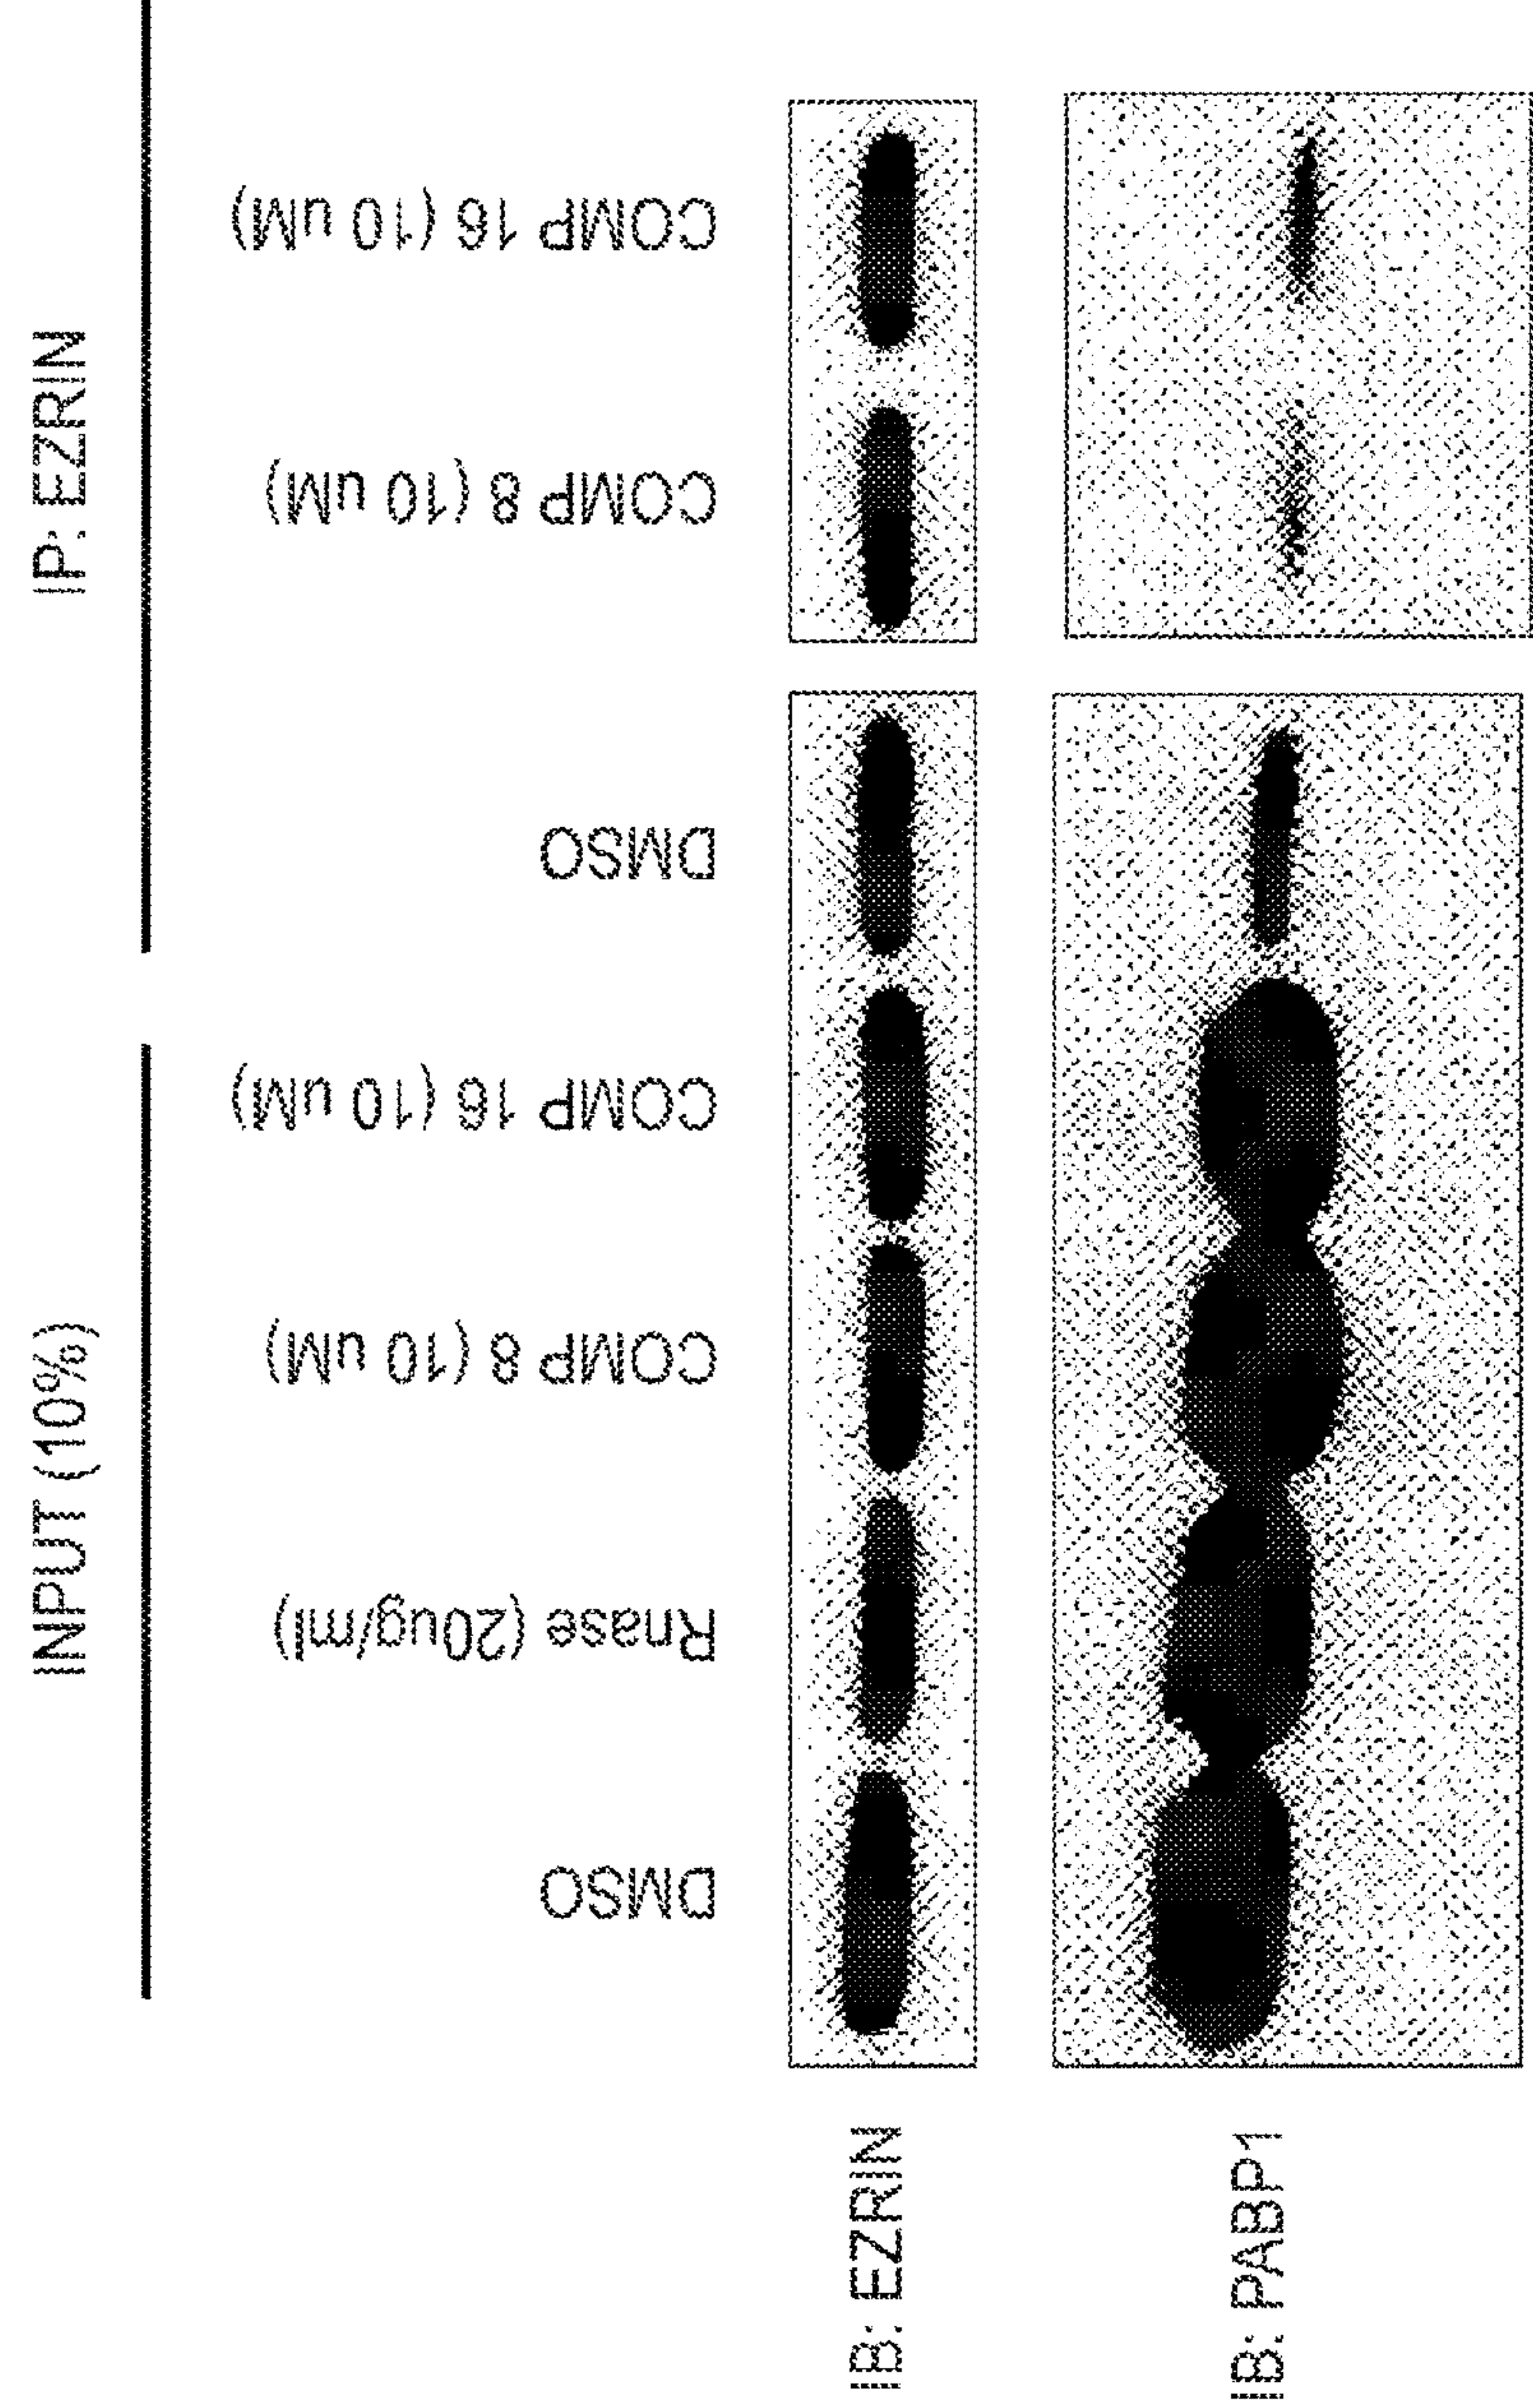 INPUT (10%)
IP: EZRIN
DMSO
Rnase (20ug/ml)
COMP 8 (10 uM)
COMP 16 (10 uM)
DMSO
COMP 8 (10 uM)
COMP 16 (10 uM)
IB: EZRIN
IB: PABP1